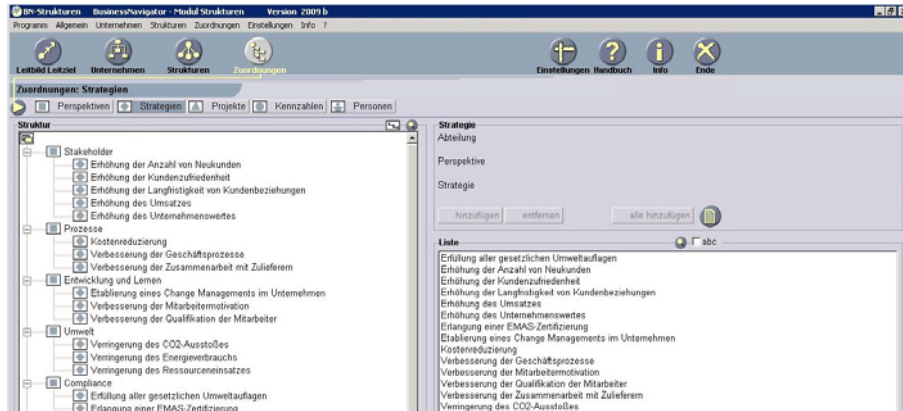 BN-Strukturen BusinessNavigator - Modul Strukturen Version 2009 b
Programm Allgemein Unternehmen Strukturen Zuordnungen Einstellungen Info ?
Leitbild Leitziel Unternehmen Strukturen Zuordnungen Einstellungen Handbuch Info Ende
Zuordnungen: Strategien
Perspektiven Strategien Projekte Kennzahlen Personen
Struktur
Stakeholder
Erhöhung der Anzahl von Neukunden
Erhöhung der Kundenzufriedenheit
Erhöhung der Langfristigkeit von Kundenbeziehungen
Erhöhung des Umsatzes
Erhöhung des Unternehmenswertes
Prozesse
Kostenreduzierung
Verbesserung der Geschäftsprozesse
Verbesserung der Zusammenarbeit mit Zulieferern
Entwicklung und Lernen
Etablierung eines Change Managements im Unternehmen
Verbesserung der Mitarbeitermotivation
Verbesserung der Qualifikation der Mitarbeiter
Umwelt
Verringerung des CO2-Ausstoßes
Verringerung des Energieverbrauchs
Verringerung des Ressourceneinsatzes
Compliance
Erfüllung aller gesetzlichen Umweltauflagen
Erlangung einer EMAS-Zertifizierung
Strategie
Abteilung
Perspektive
Strategie
hinzufügen entfernen alle hinzufügen
Liste abc
Erfüllung aller gesetzlichen Umweltauflagen
Erhöhung der Anzahl von Neukunden
Erhöhung der Kundenzufriedenheit
Erhöhung der Langfristigkeit von Kundenbeziehungen
Erhöhung des Umsatzes
Erhöhung des Unternehmenswertes
Erlangung einer EMAS-Zertifizierung
Etablierung eines Change Managements im Unternehmen
Kostenreduzierung
Verbesserung der Geschäftsprozesse
Verbesserung der Mitarbeitermotivation
Verbesserung der Qualifikation der Mitarbeiter
Verbesserung der Zusammenarbeit mit Zulieferern
Verringerung des CO2-Ausstoßes